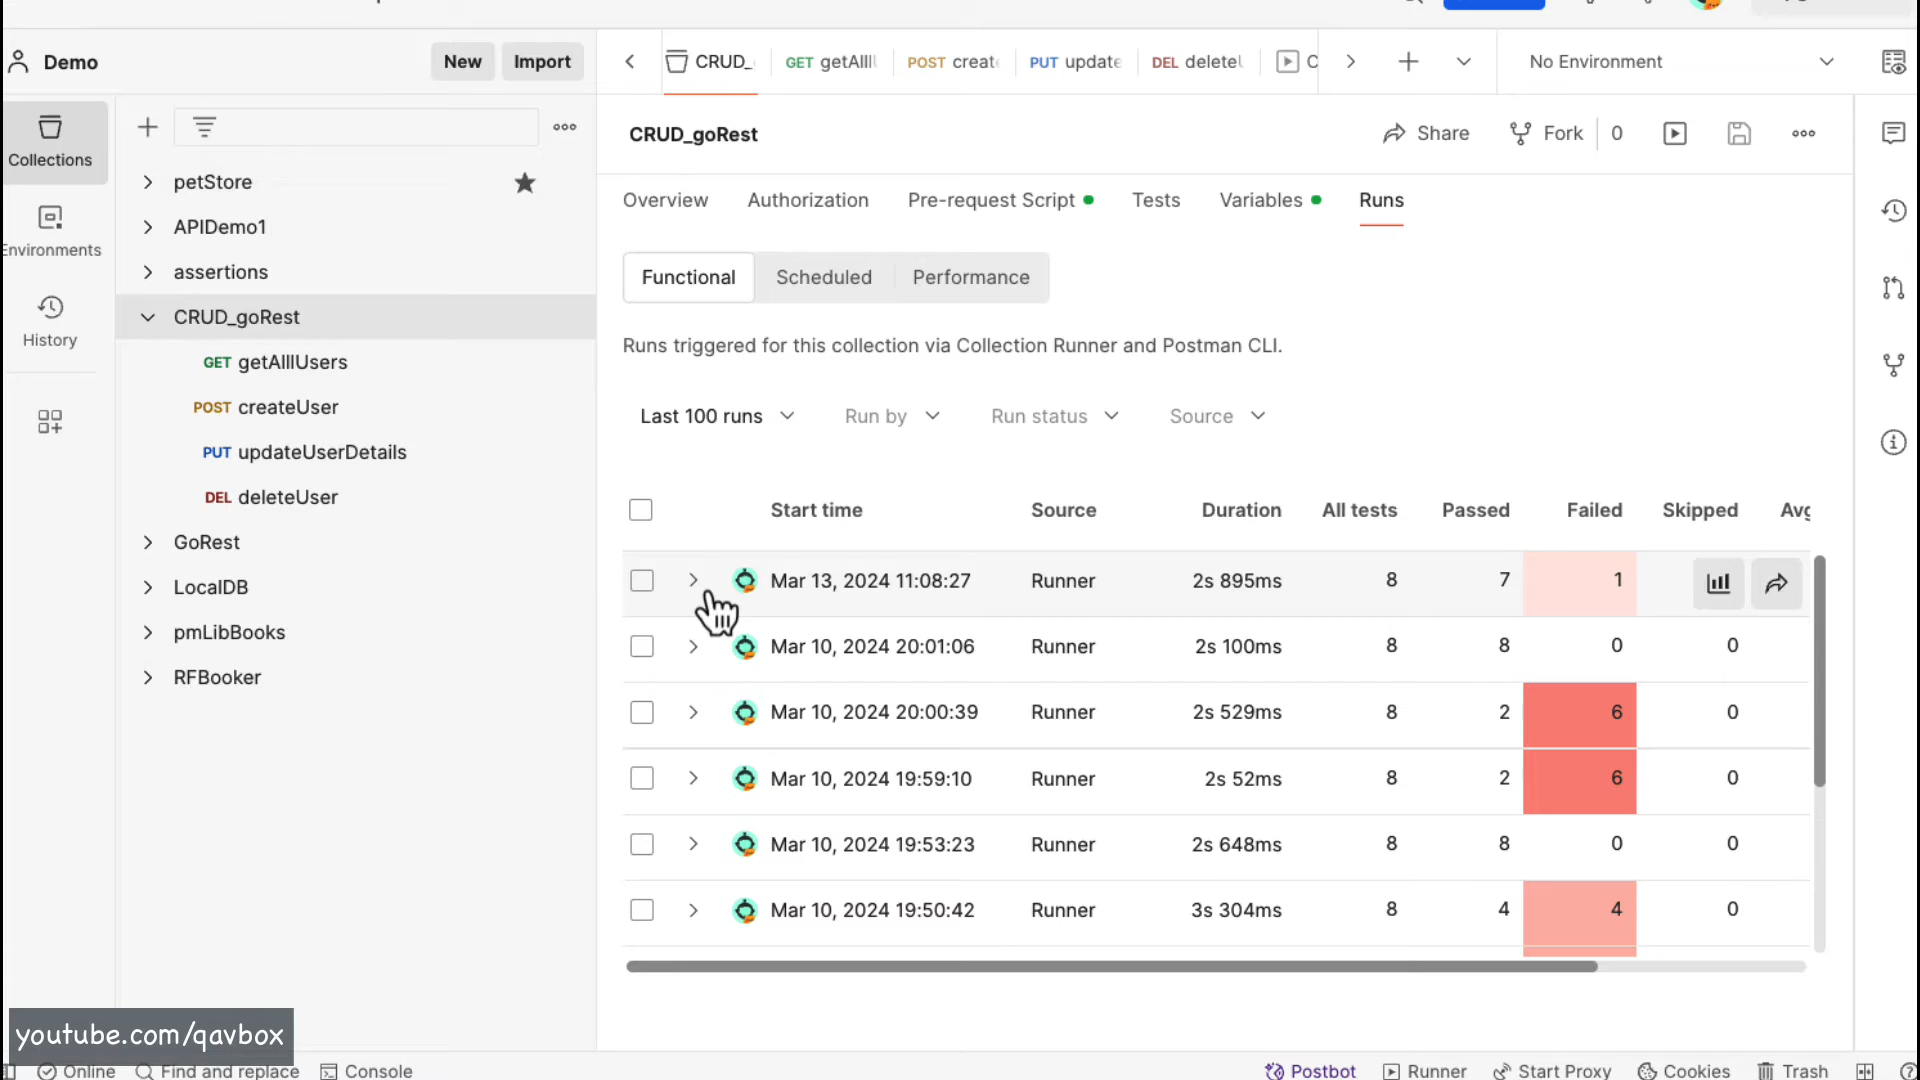 Demo
New
Import
CRUD_
GET getAllU
POST creat
PUT update
DEL delete
No Environment
Collections
Environments
History
petStore
APIDemo1
assertions
CRUD_goRest
GET getAlllUsers
POST createUser
PUT updateUserDetails
DEL deleteUser
GoRest
LocalDB
pmLibBooks
RFBooker
CRUD_goRest
Share
Fork 0
Overview Authorization Pre-request Script Tests Variables Runs
Functional Scheduled Performance
Runs triggered for this collection via Collection Runner and Postman CLI.
Last 100 runs Run by Run status Source
Start time Source Duration All tests Passed Failed Skipped Avg
Mar 13, 2024 11:08:27 Runner 2s 895ms 8 7 1
Mar 10, 2024 20:01:06 Runner 2s 100ms 8 8 0 0
Mar 10, 2024 20:00:39 Runner 2s 529ms 8 2 6 0
Mar 10, 2024 19:59:10 Runner 2s 52ms 8 2 6 0
Mar 10, 2024 19:53:23 Runner 2s 648ms 8 8 0 0
Mar 10, 2024 19:50:42 Runner 3s 304ms 8 4 4 0
youtube.com/qavbox
Online Find and replace Console
Postbot Runner Start Proxy Cookies Trash